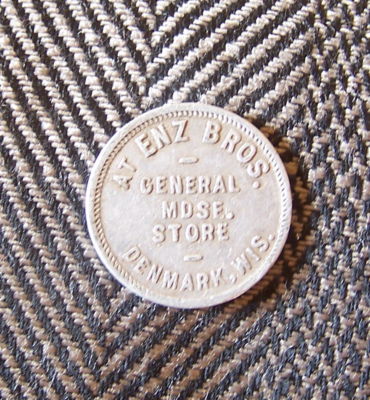 AT ENZ BROS.
GENERAL
MDSE.
STORE
DENMARK, WIS.